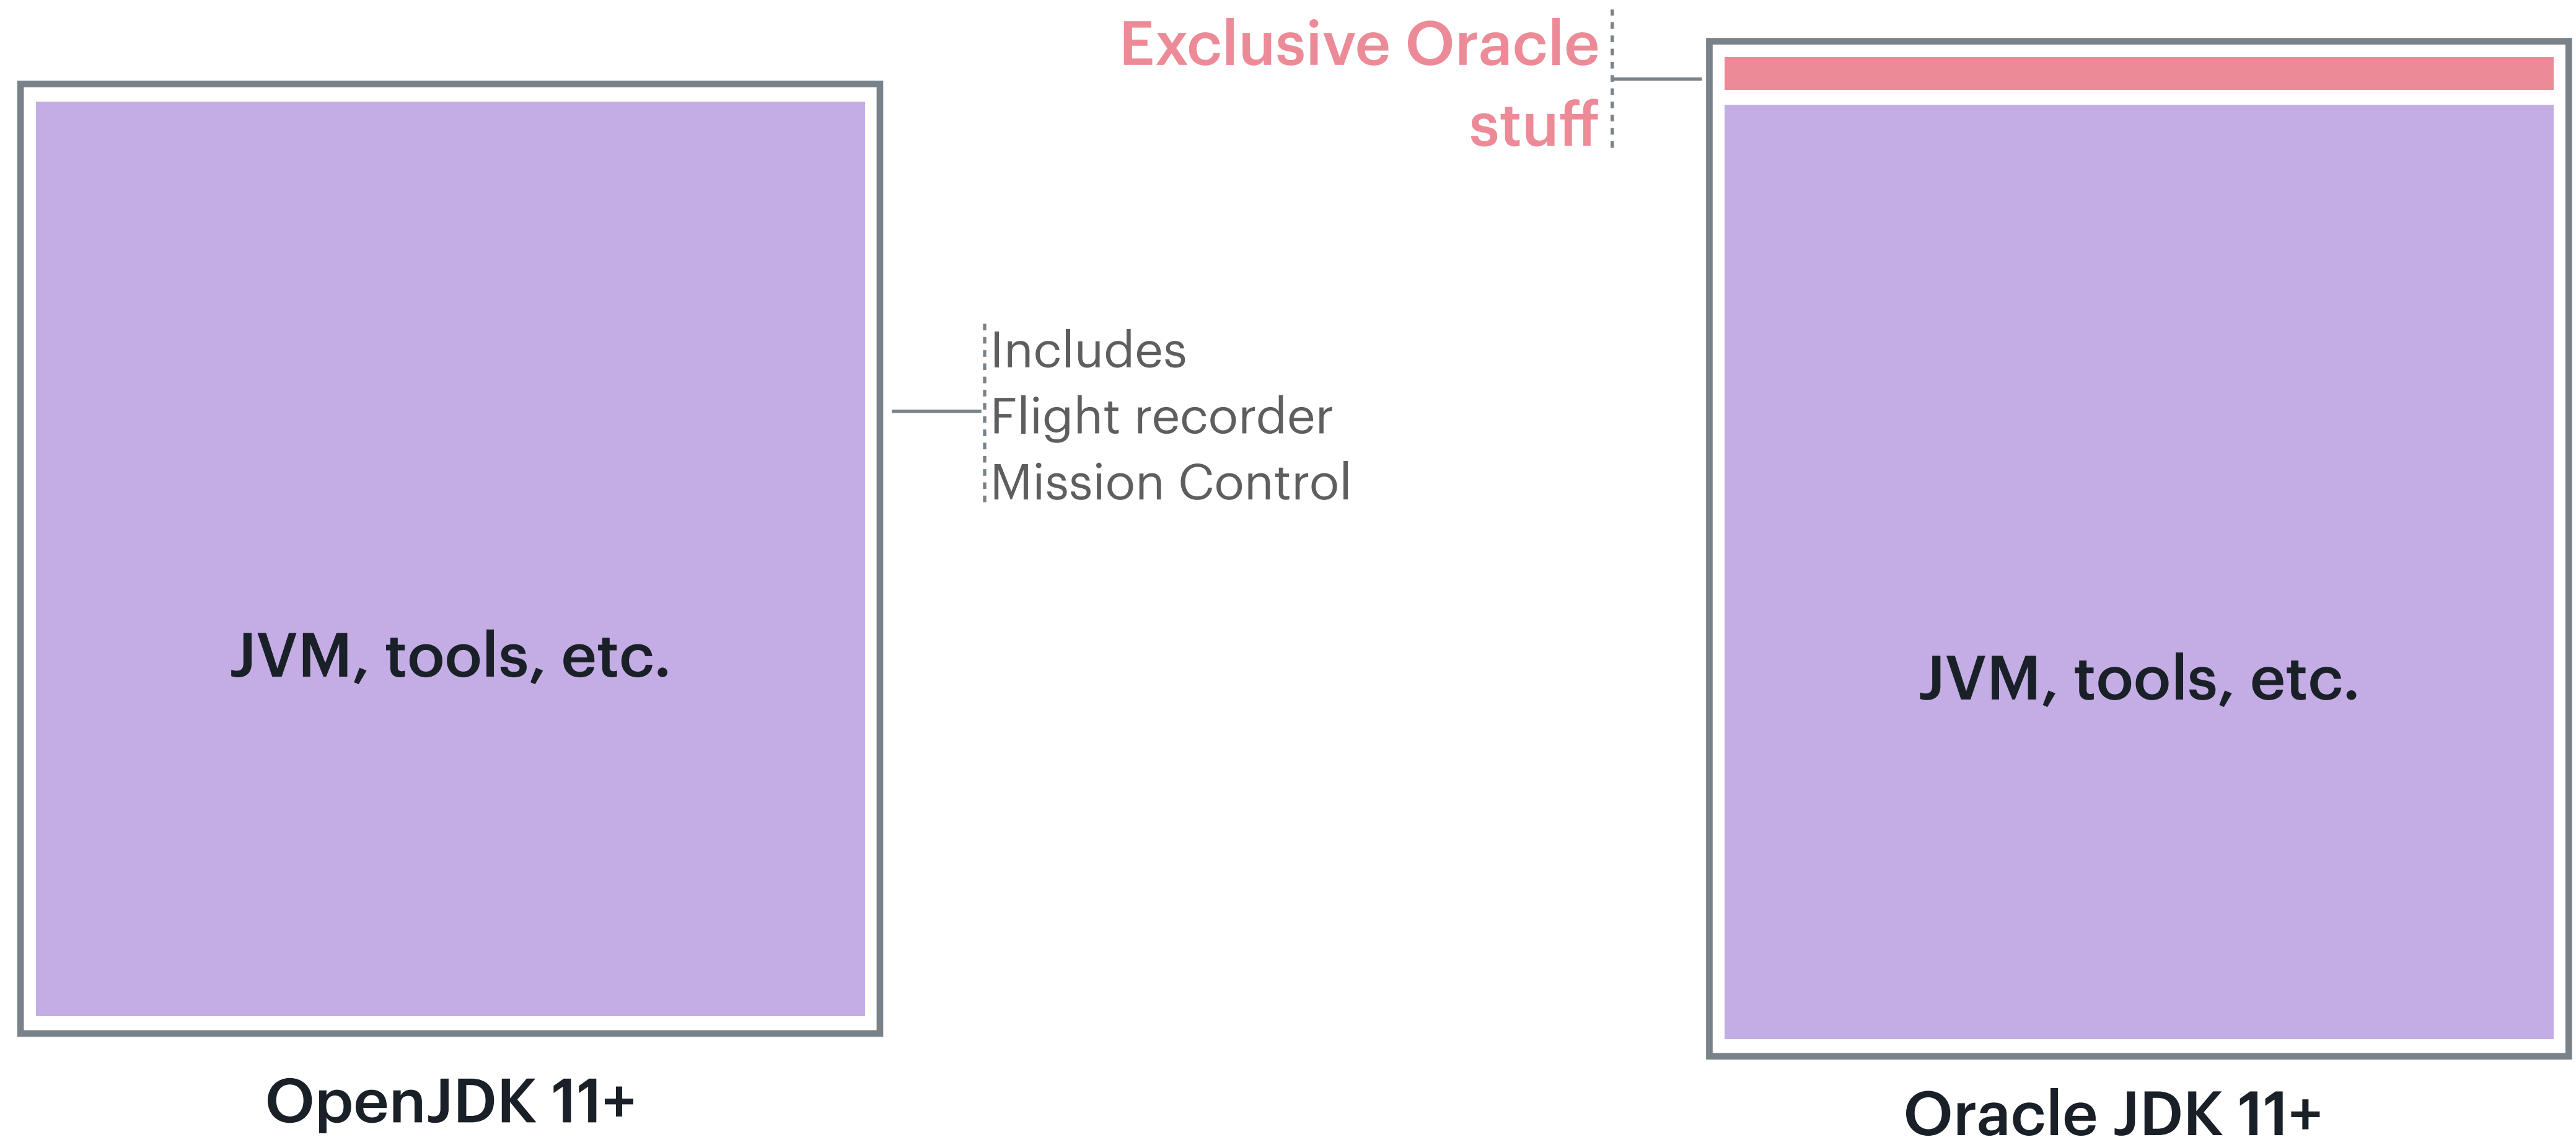 Exclusive Oracle
stuff
Includes
Flight recorder
Mission Control
JVM, tools, etc.
JVM, tools, etc.
OpenJDK 11+
Oracle JDK 11+